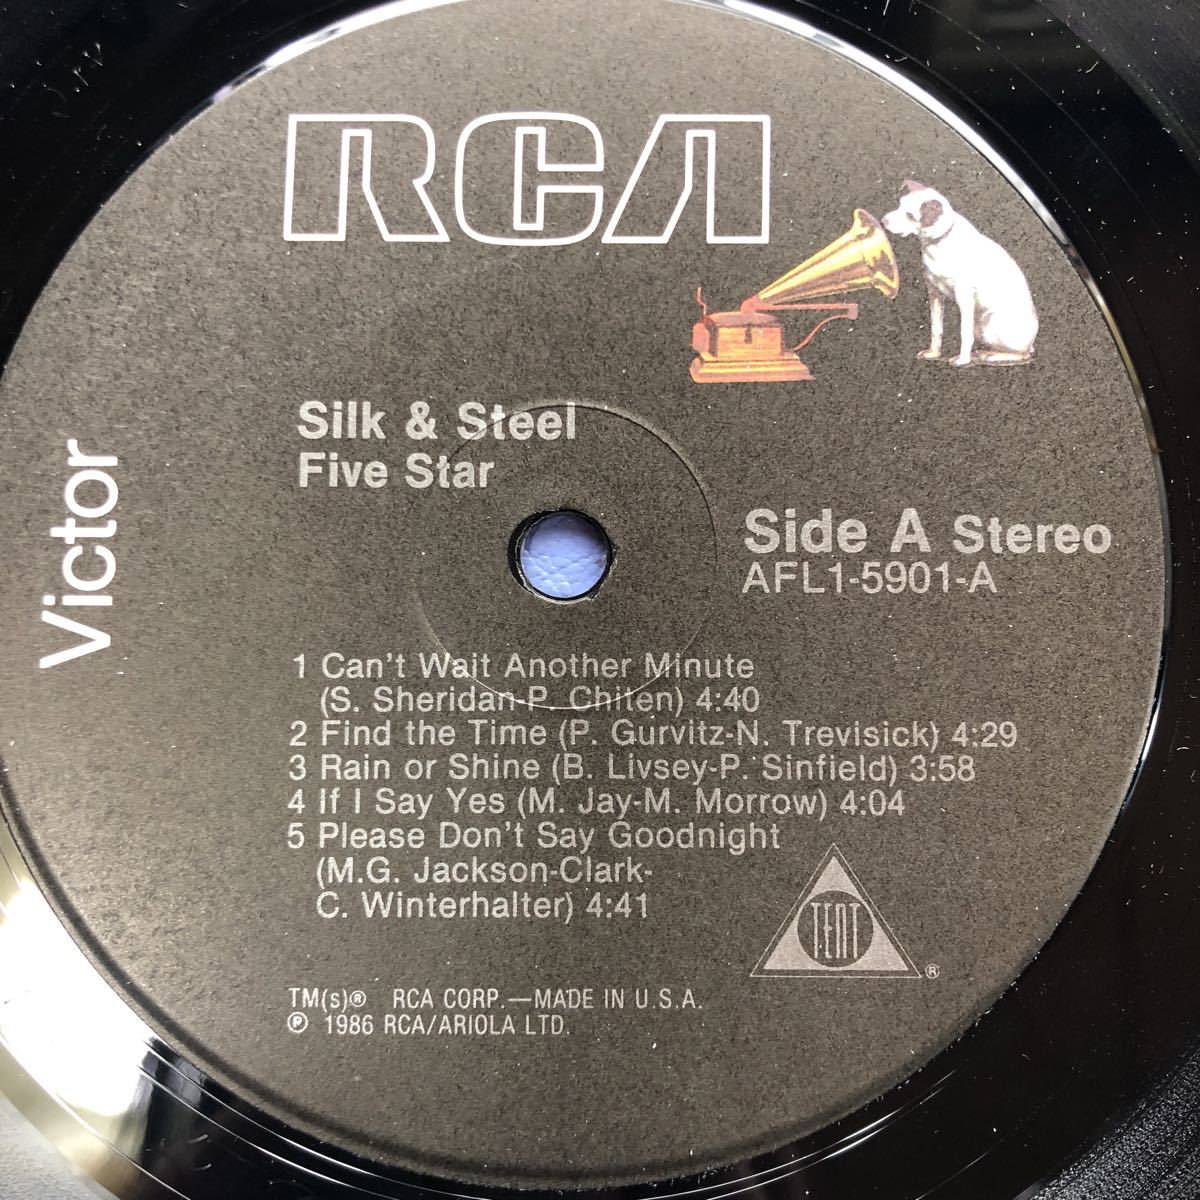 RCA
Victor
Silk & Steel
Five Star
Side A Stereo
AFL1-5901-A
1 Can't Wait Another Minute
(S. Sheridan-P. Chiten) 4:40
2 Find the Time (P. Gurvitz-N. Trevisick) 4:29
3 Rain or Shine (B. Livsey-P. Sinfield) 3:58
4 If I Say Yes (M. Jay-M. Morrow) 4:04
5 Please Don't Say Goodnight
(M.G. Jackson-Clark-
C. Winterhalter) 4:41
T·ENT ®
TM(s)® RCA CORP.—MADE IN U.S.A.
℗ 1986 RCA/ARIOLA LTD.